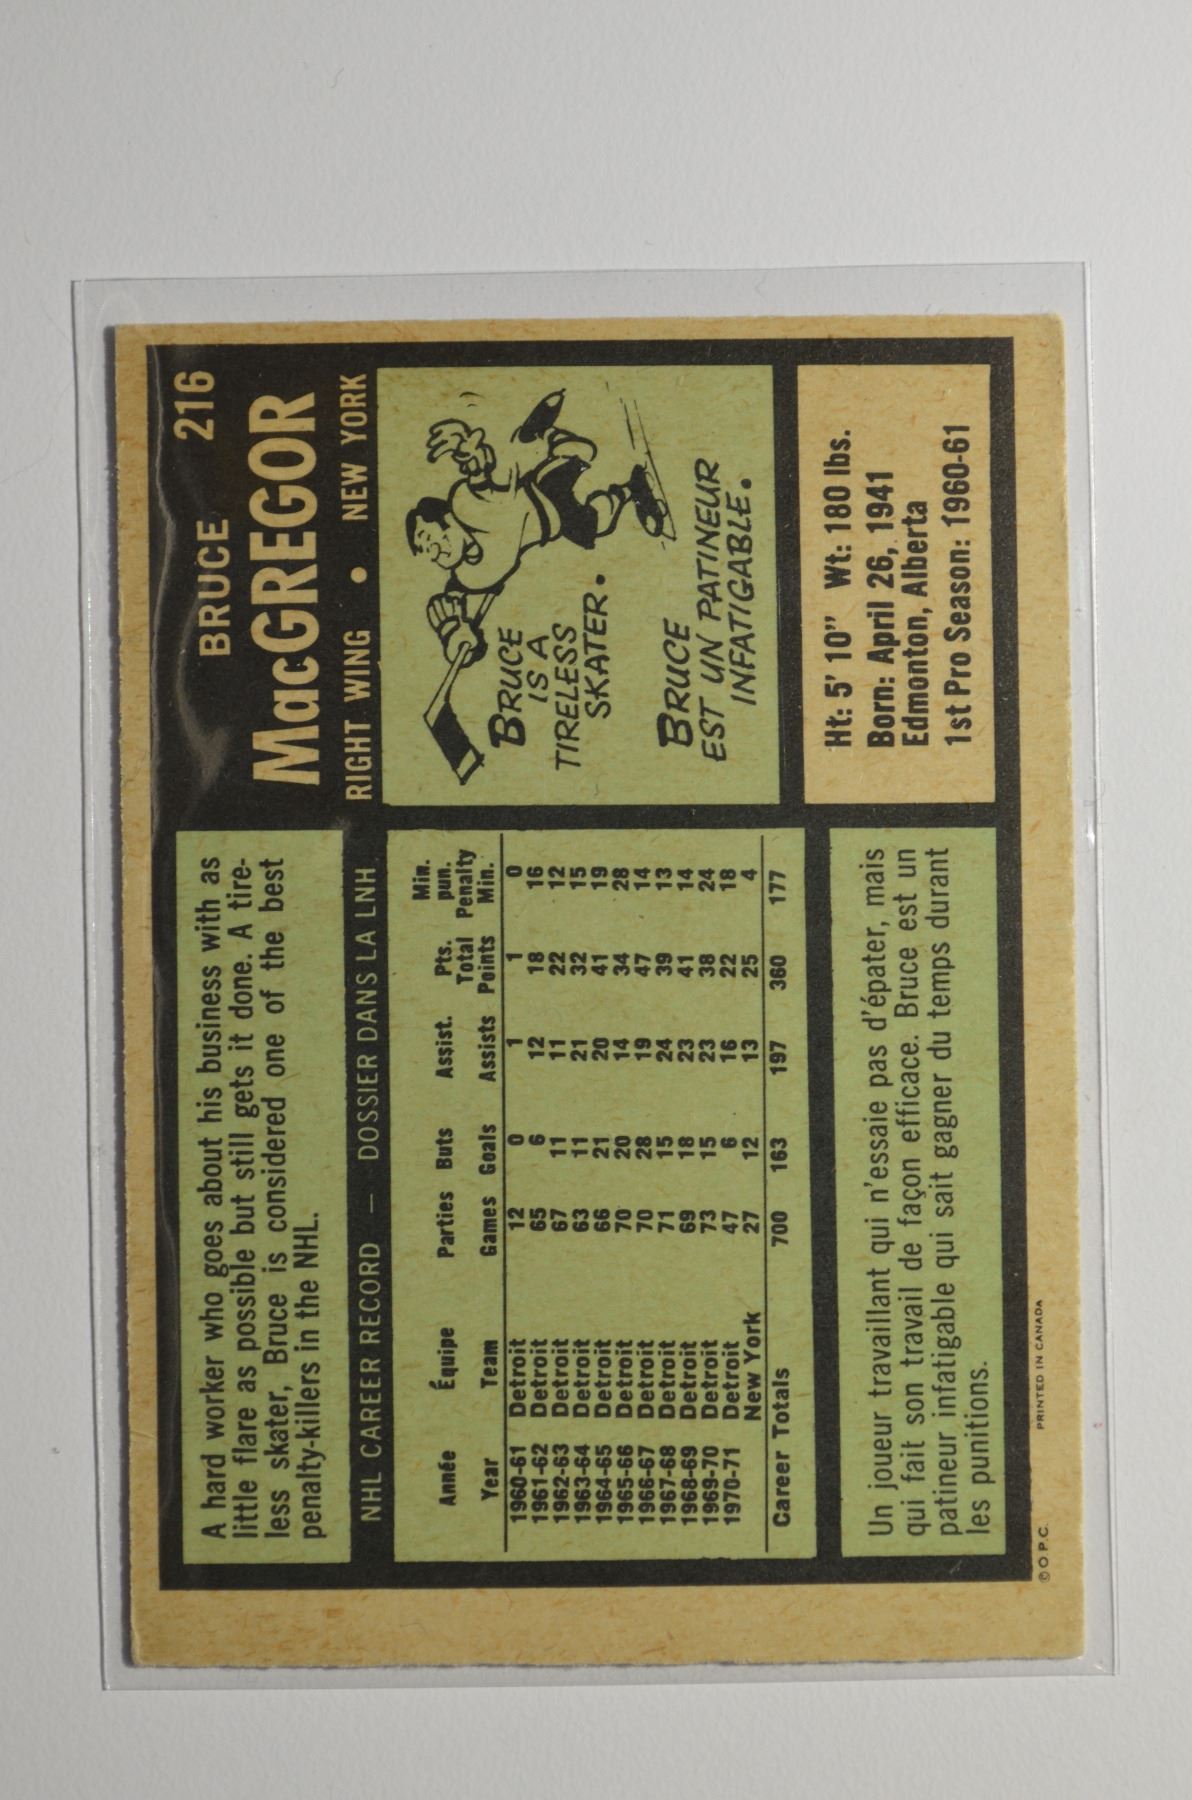 A hard worker who goes about his business with as
little flare as possible but still gets it done. A tire-
less skater, Bruce is considered one of the best
penalty-killers in the NHL.
BRUCE 216
MacGREGOR
RIGHT WING • NEW YORK
NHL CAREER RECORD — DOSSIER DANS LA LNH
Année Équipe Parties Buts Assist. Pts. Min. pun.
Year Team Games Goals Assists Total Points Penalty Min.
1960-61 Detroit 12 0 1 1 0
1961-62 Detroit 65 6 12 18 16
1962-63 Detroit 67 11 11 22 12
1963-64 Detroit 63 11 21 32 15
1964-65 Detroit 66 21 20 41 19
1965-66 Detroit 70 20 14 34 28
1966-67 Detroit 70 28 19 47 14
1967-68 Detroit 71 15 24 39 13
1968-69 Detroit 69 18 23 41 14
1969-70 Detroit 73 15 23 38 24
1970-71 Detroit 47 6 16 22 18
New York 27 12 13 25 4
Career Totals 700 163 197 360 177
BRUCE
IS A
TIRELESS
SKATER.
BRUCE
EST UN PATINEUR
INFATIGABLE.
Un joueur travaillant qui n'essaie pas d'épater, mais
qui fait son travail de façon efficace. Bruce est un
patineur infatigable qui sait gagner du temps durant
les punitions.
Ht: 5' 10" Wt: 180 lbs.
Born: April 26, 1941
Edmonton, Alberta
1st Pro Season: 1960-61
© O.P.C. PRINTED IN CANADA